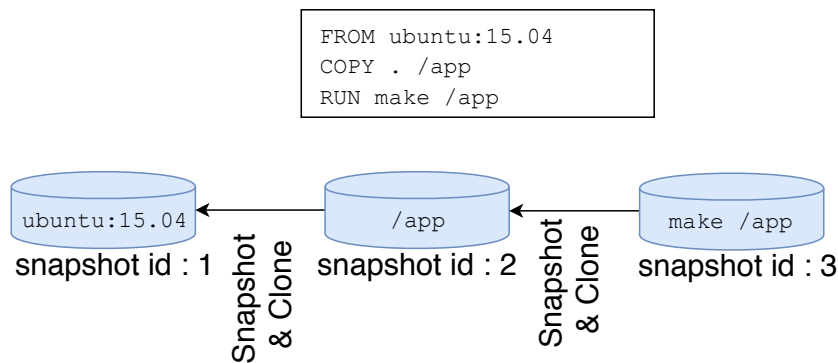 FROM ubuntu:15.04
COPY . /app
RUN make /app
ubuntu:15.04
/app
make /app
snapshot id : 1
snapshot id : 2
snapshot id : 3
Snapshot
& Clone
Snapshot
& Clone